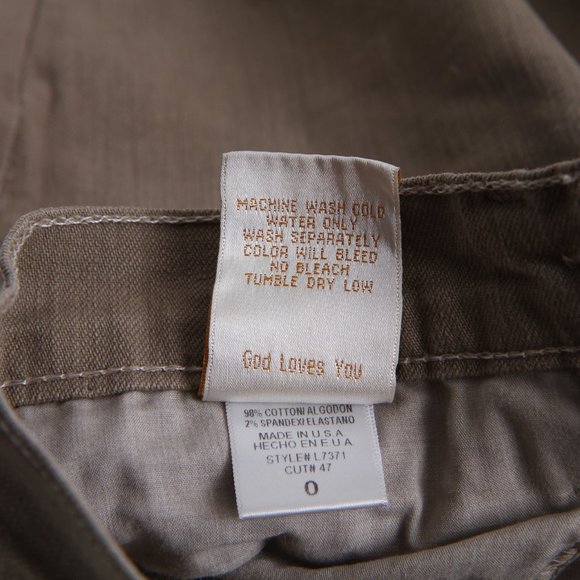 MACHINE WASH COLD
WATER ONLY
WASH SEPARATELY
COLOR WILL BLEED
NO BLEACH
TUMBLE DRY LOW
God Loves You
98% COTTON/ALGODON
2% SPANDEX/ELASTANO
MADE IN U.S.A
HECHO EN E.U.A.
STYLE# L7371
CUT# 47
0